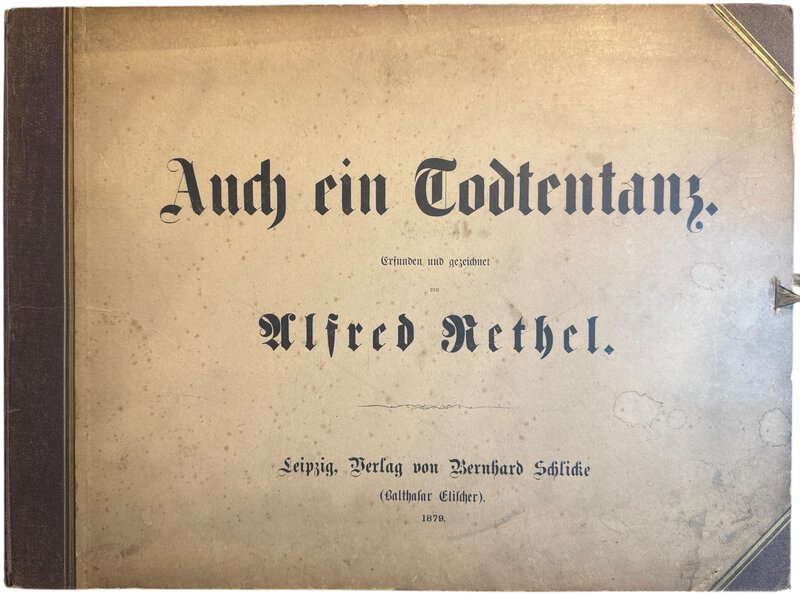 Auch ein Todtentanz.
Erfunden und gezeichnet
von
Alfred Rethel.
Leipzig, Verlag von Bernhard Schlicke
(Balthasar Elischer).
1879.